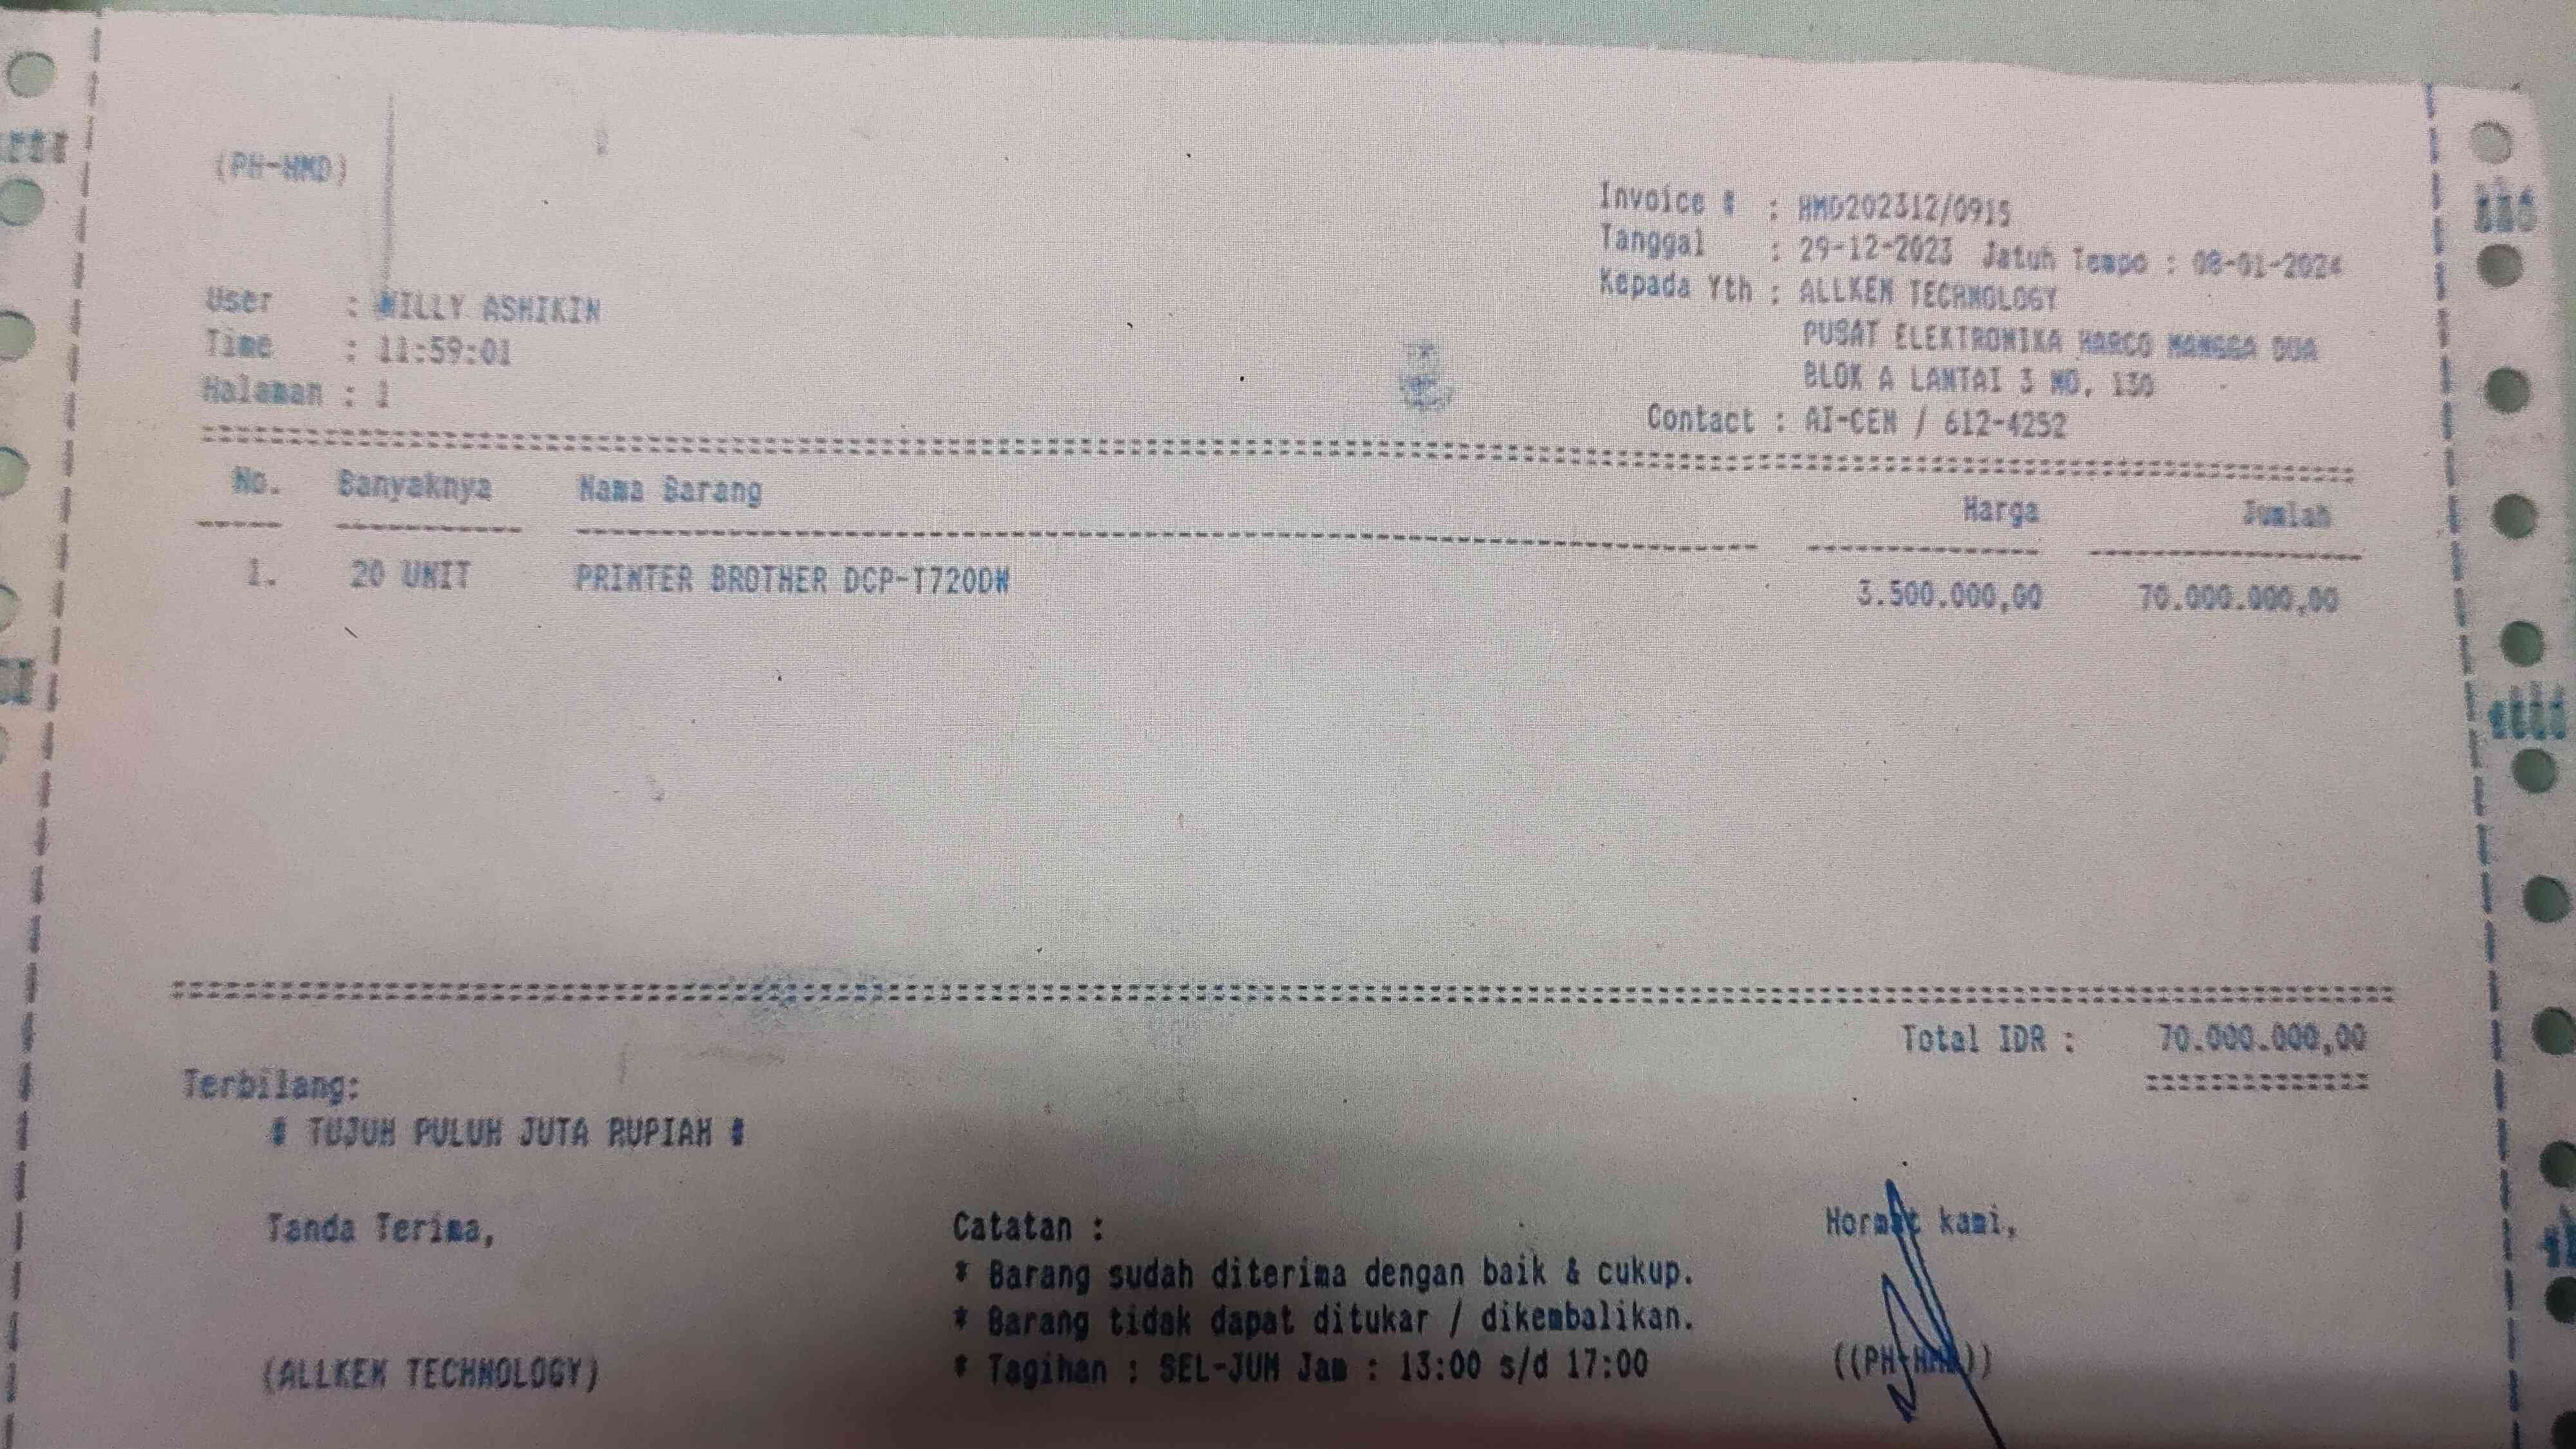 (PH-HMD)
Invoice # : HMD202312/0915
Tanggal : 29-12-2023 Jatuh Tempo : 08-01-2024
Kepada Yth : ALLKEN TECHNOLOGY
PUSAT ELEKTRONIKA HARCO MANGGA DUA
BLOK A LANTAI 3 NO. 130
Contact : AI-CEN / 612-4252
User : WILLY ASHIKIN
Time : 11:59:01
Halaman : 1
No. Banyaknya Nama Barang Harga Jumlah
1. 20 UNIT PRINTER BROTHER DCP-T720DW 3.500.000,00 70.000.000,00
Total IDR : 70.000.000,00
Terbilang:
# TUJUH PULUH JUTA RUPIAH #
Tanda Terima,
(ALLKEN TECHNOLOGY)
Catatan :
* Barang sudah diterima dengan baik & cukup.
* Barang tidak dapat ditukar / dikembalikan.
* Tagihan : SEL-JUM Jam : 13:00 s/d 17:00
Hormat kami,
((PH-HMD))